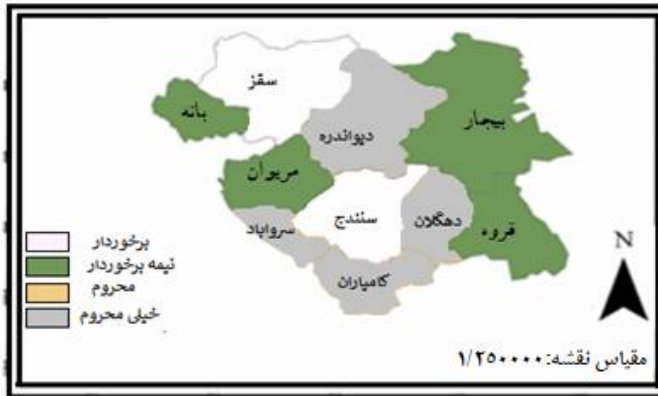 سقز
بانه
دیواندره
بیجار
مریوان
سنندج
دهگلان
قروه
سرواباد
کامیاران
برخوردار
نیمه برخوردار
محروم
خیلی محروم
N
مقیاس نقشه: ۱/۲۵۰۰۰۰